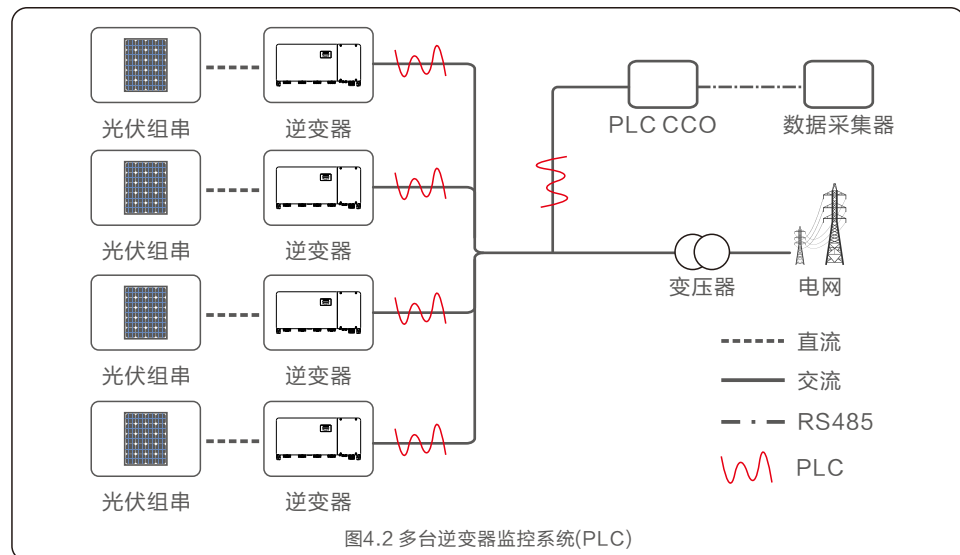 光伏组串
逆变器
PLC CCO
数据采集器
光伏组串
逆变器
光伏组串
逆变器
变压器
电网
直流
交流
RS485
PLC
光伏组串
逆变器
图4.2 多台逆变器监控系统(PLC)